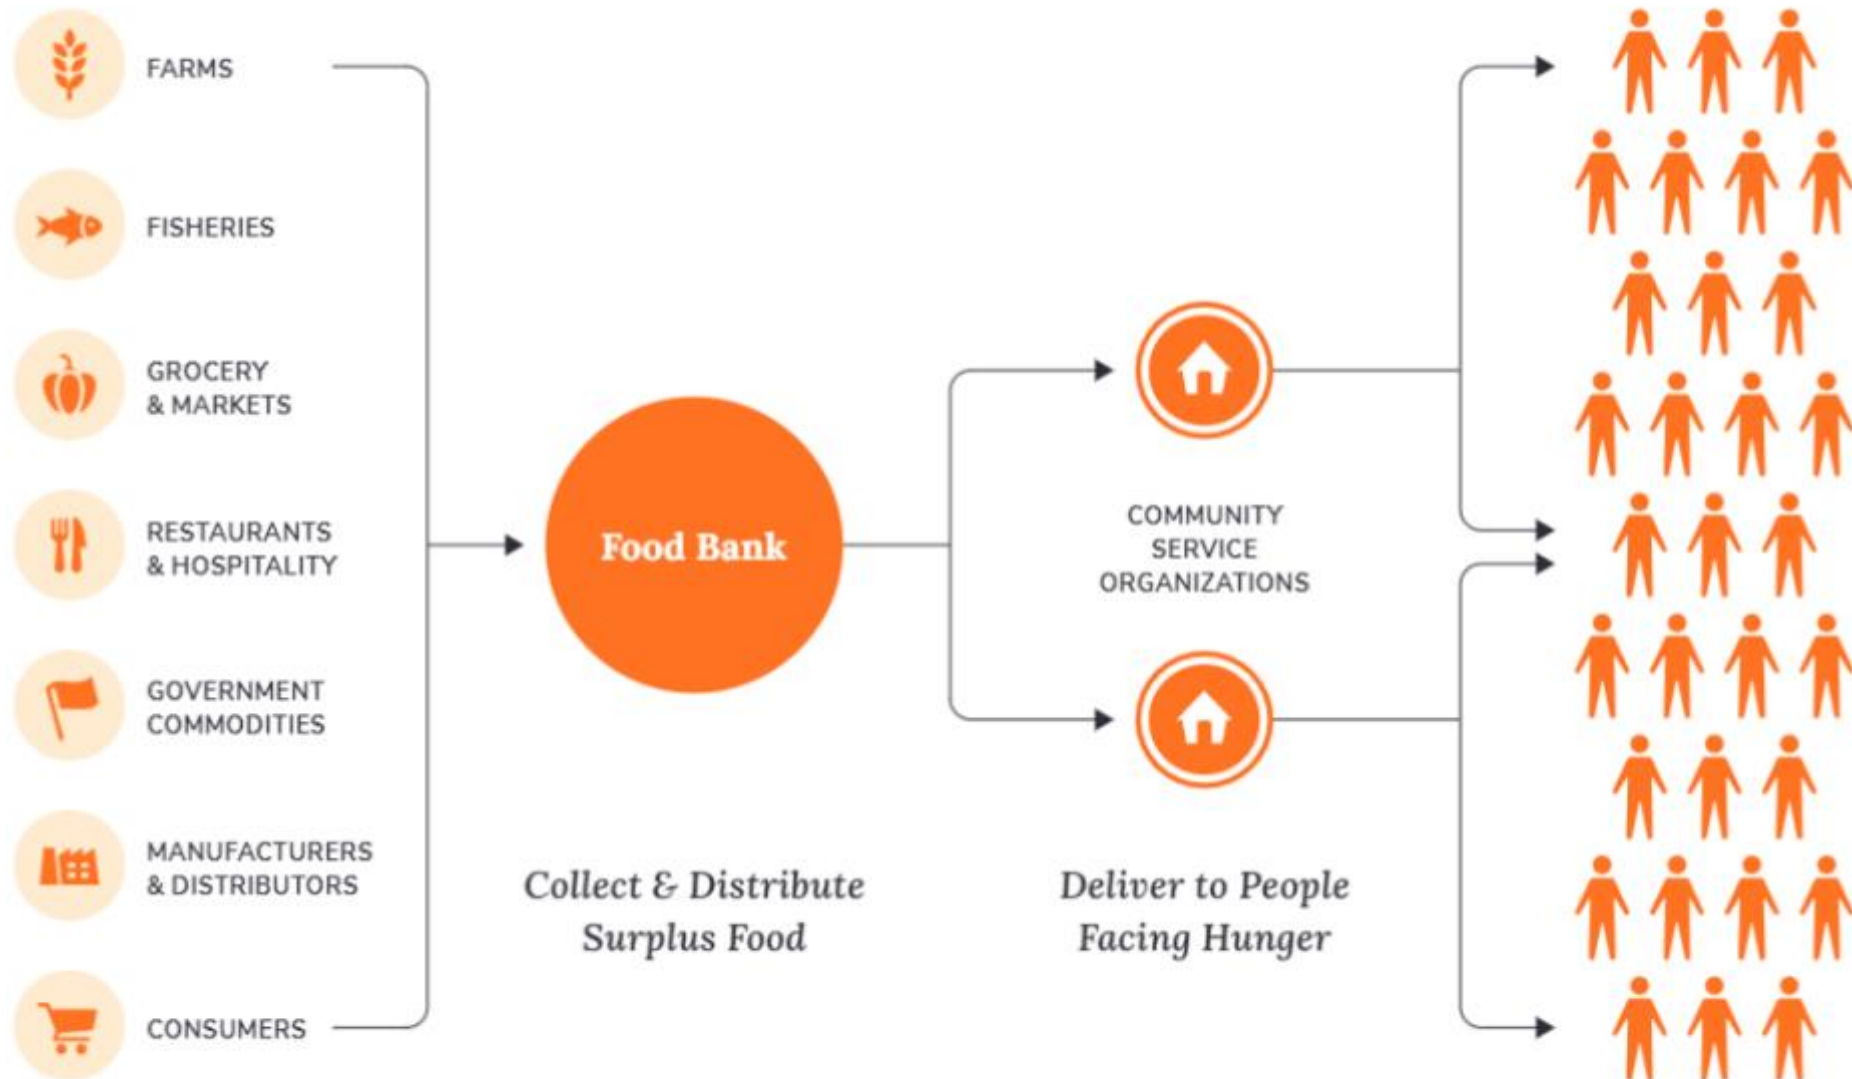 FARMS
FISHERIES
GROCERY
& MARKETS
RESTAURANTS
& HOSPITALITY
GOVERNMENT
COMMODITIES
MANUFACTURERS
& DISTRIBUTORS
CONSUMERS
Food Bank
Collect & Distribute
Surplus Food
COMMUNITY
SERVICE
ORGANIZATIONS
Deliver to People
Facing Hunger